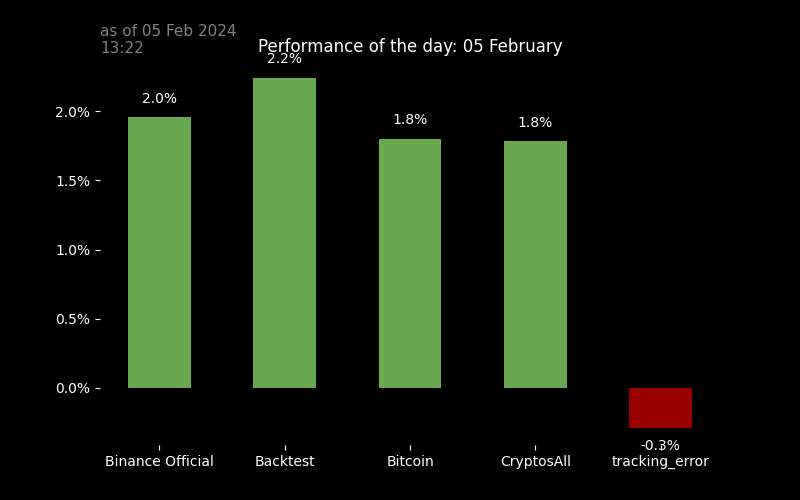 as of 05 Feb 2024
13:22
Performance of the day: 05 February
2.2%
2.0%
1.8%
1.8%
2.0%
1.5%
1.0%
0.5%
0.0%
-0.3%
Binance Official
Backtest
Bitcoin
CryptosAll
tracking_error